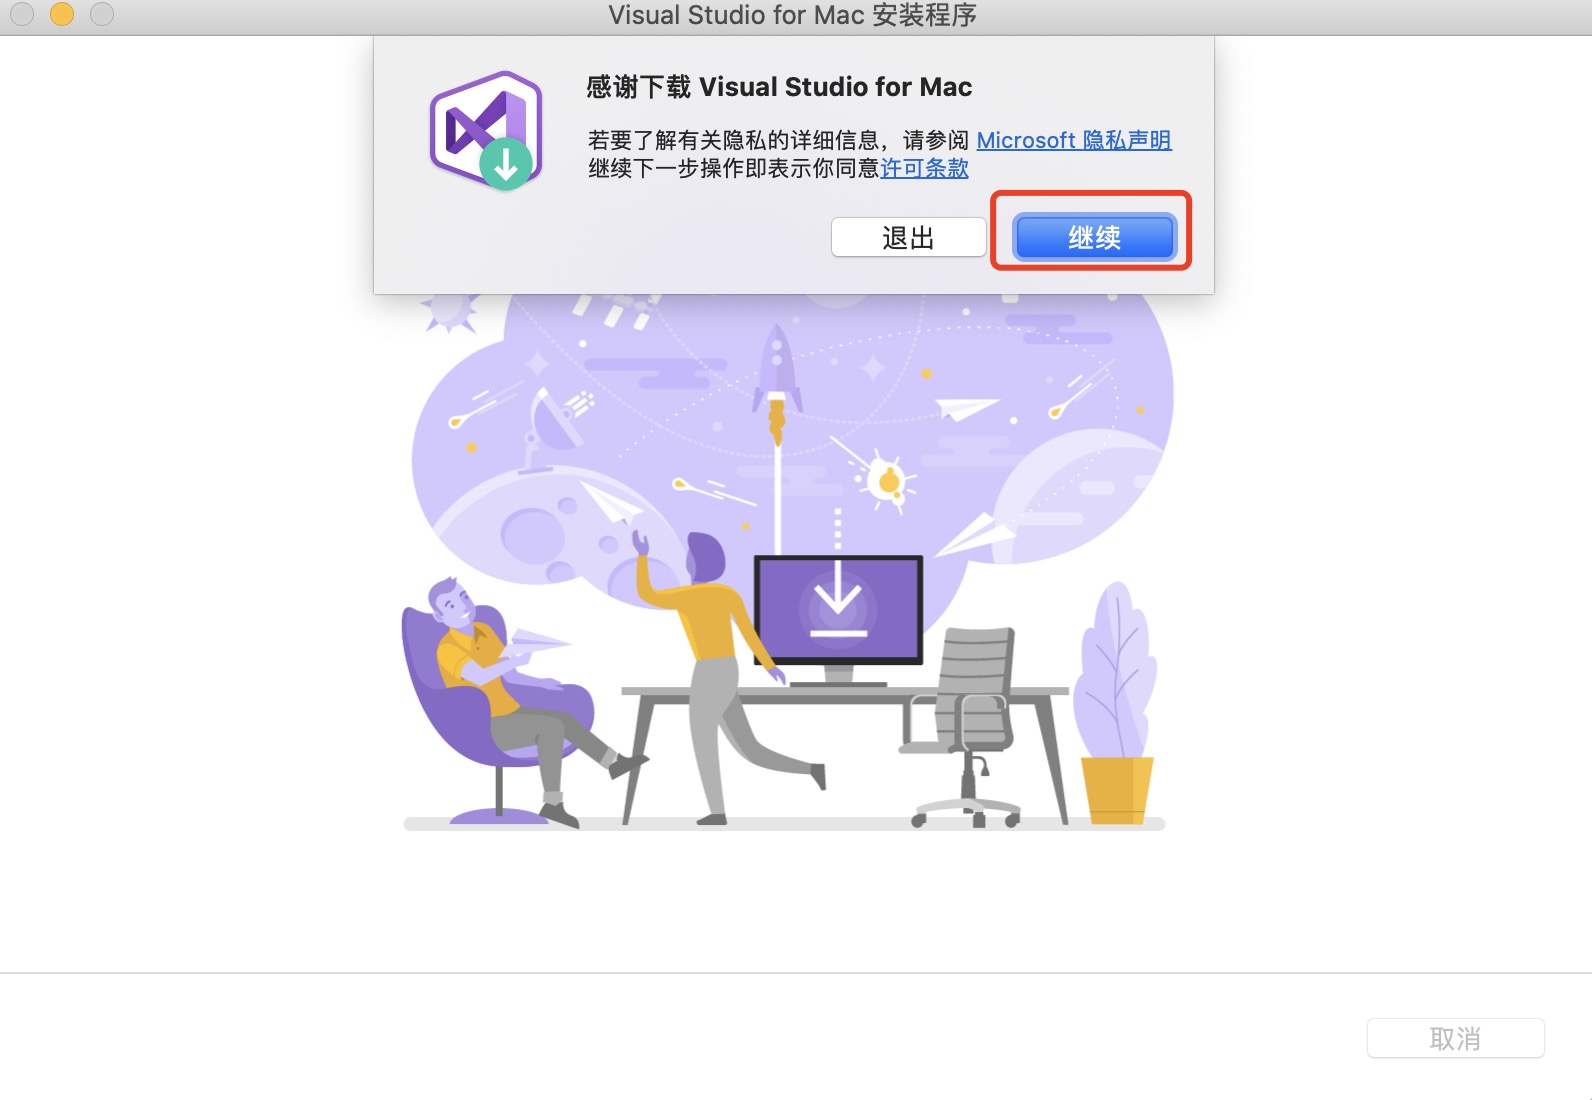 Visual Studio for Mac 安装程序
感谢下载 Visual Studio for Mac
若要了解有关隐私的详细信息，请参阅 Microsoft 隐私声明
继续下一步操作即表示你同意许可条款
退出
继续
取消